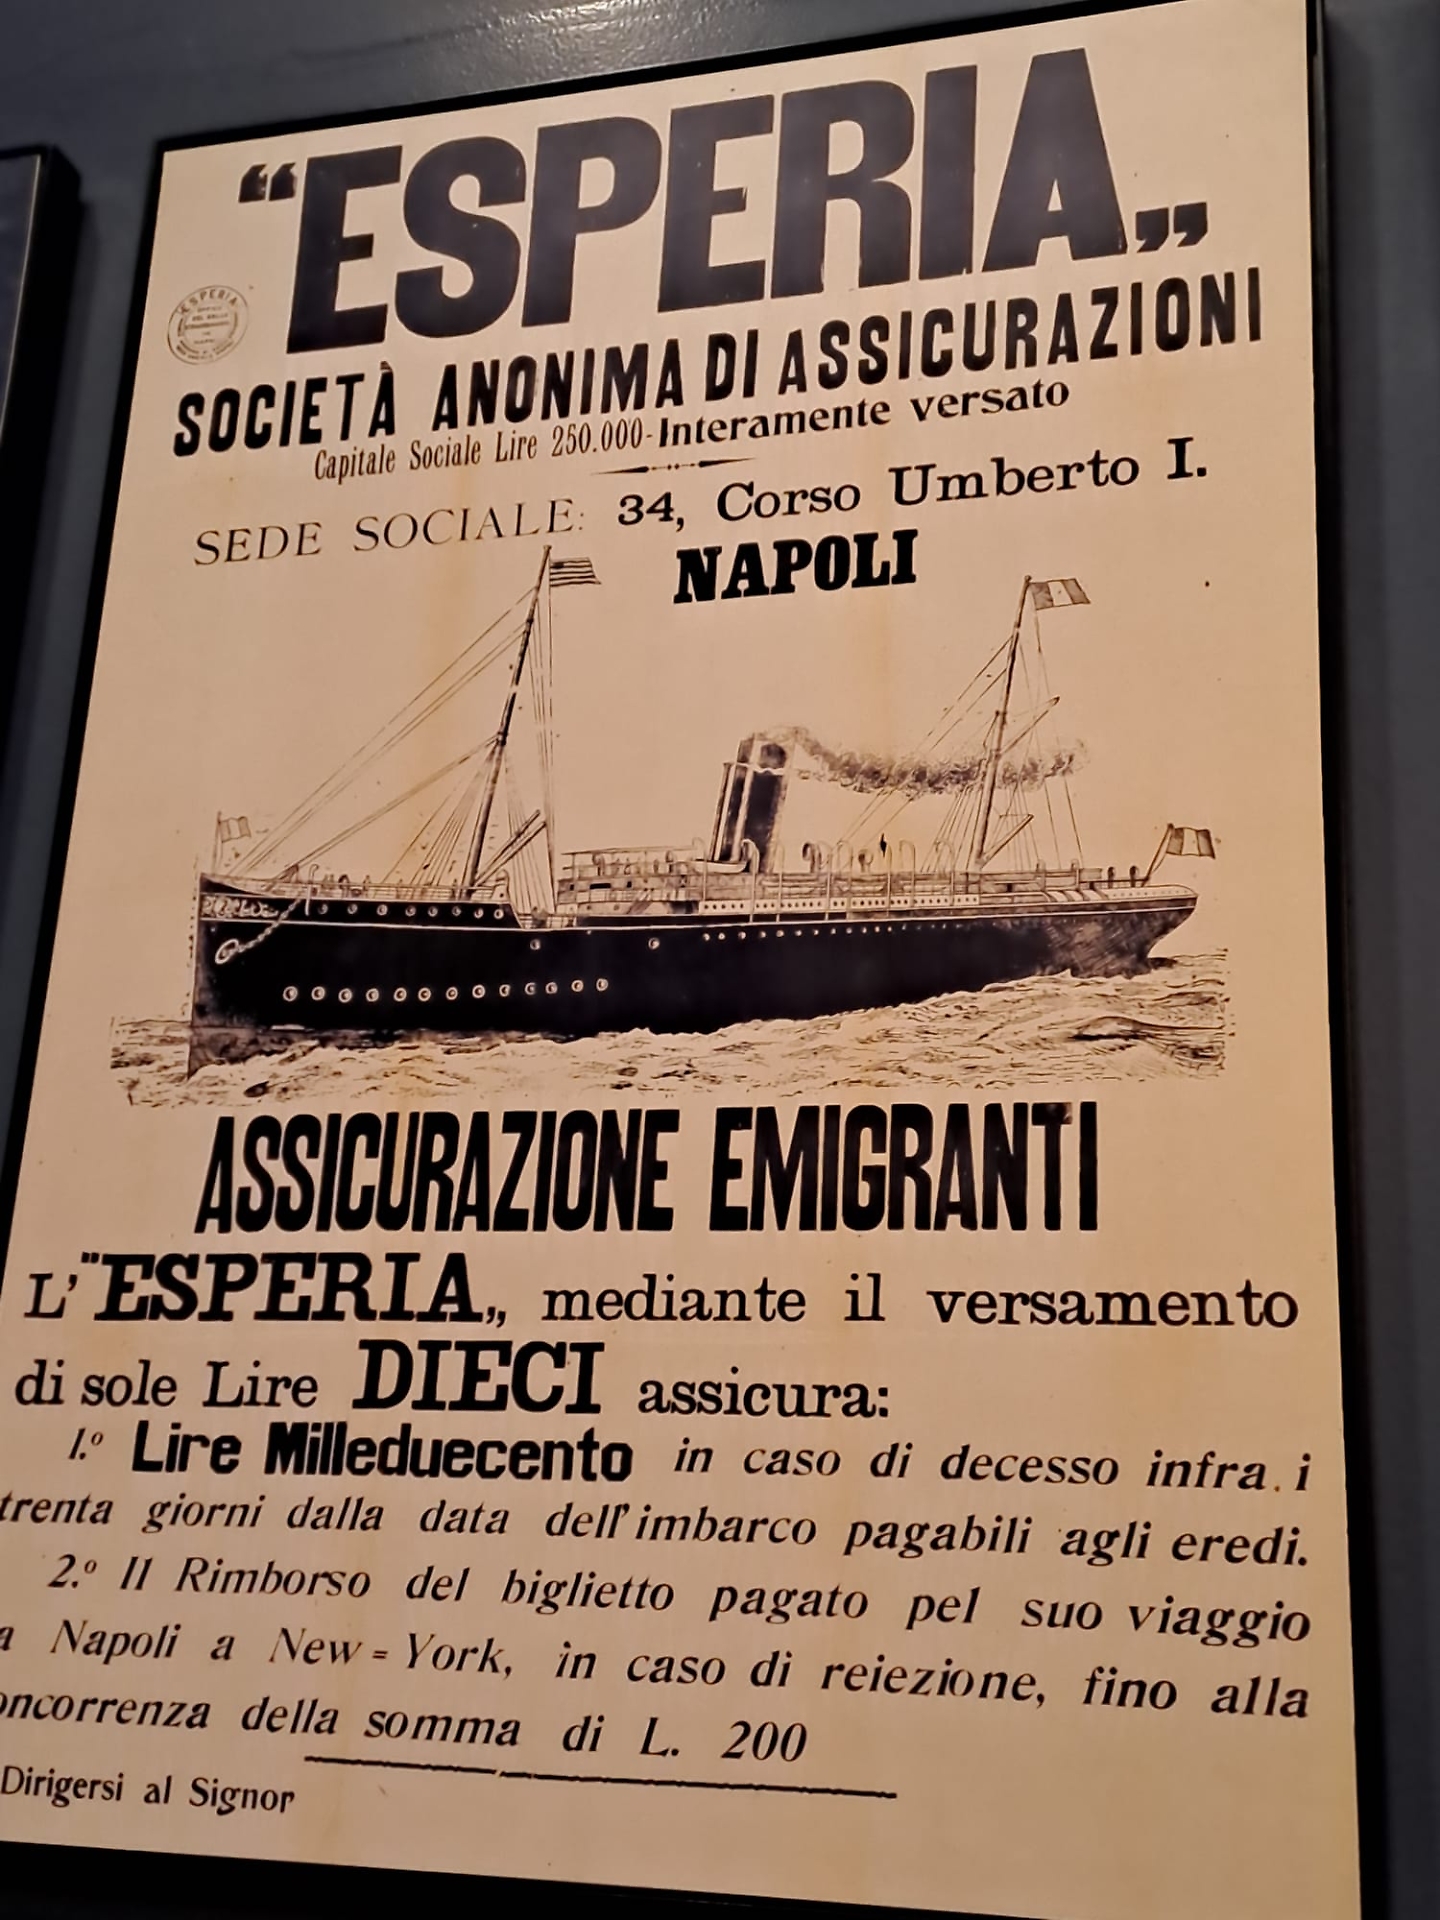 “ESPERIA„
ESPERIA
SOCIETÀ ANONIMA DI ASSICURAZIONI
Capitale Sociale Lire 250.000-Interamente versato
SEDE SOCIALE: 34, Corso Umberto I.
NAPOLI
ASSICURAZIONE EMIGRANTI
L'"ESPERIA„ mediante il versamento
di sole Lire DIECI assicura:
1.º Lire Milleduecento in caso di decesso infra i
trenta giorni dalla data dell'imbarco pagabili agli eredi.
2.º Il Rimborso del biglietto pagato pel suo viaggio
a Napoli a New=York, in caso di reiezione, fino alla
oncorrenza della somma di L. 200
Dirigersi al Signor